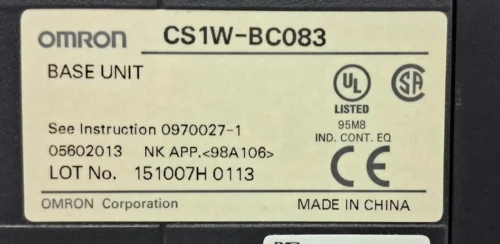 OMRON CS1W-BC083
BASE UNIT
UL SA
LISTED
95M8
IND. CONT. EQ
See Instruction 0970027-1
05602013 NK APP.<98A106>
LOT No. 151007H 0113
CE
OMRON Corporation MADE IN CHINA